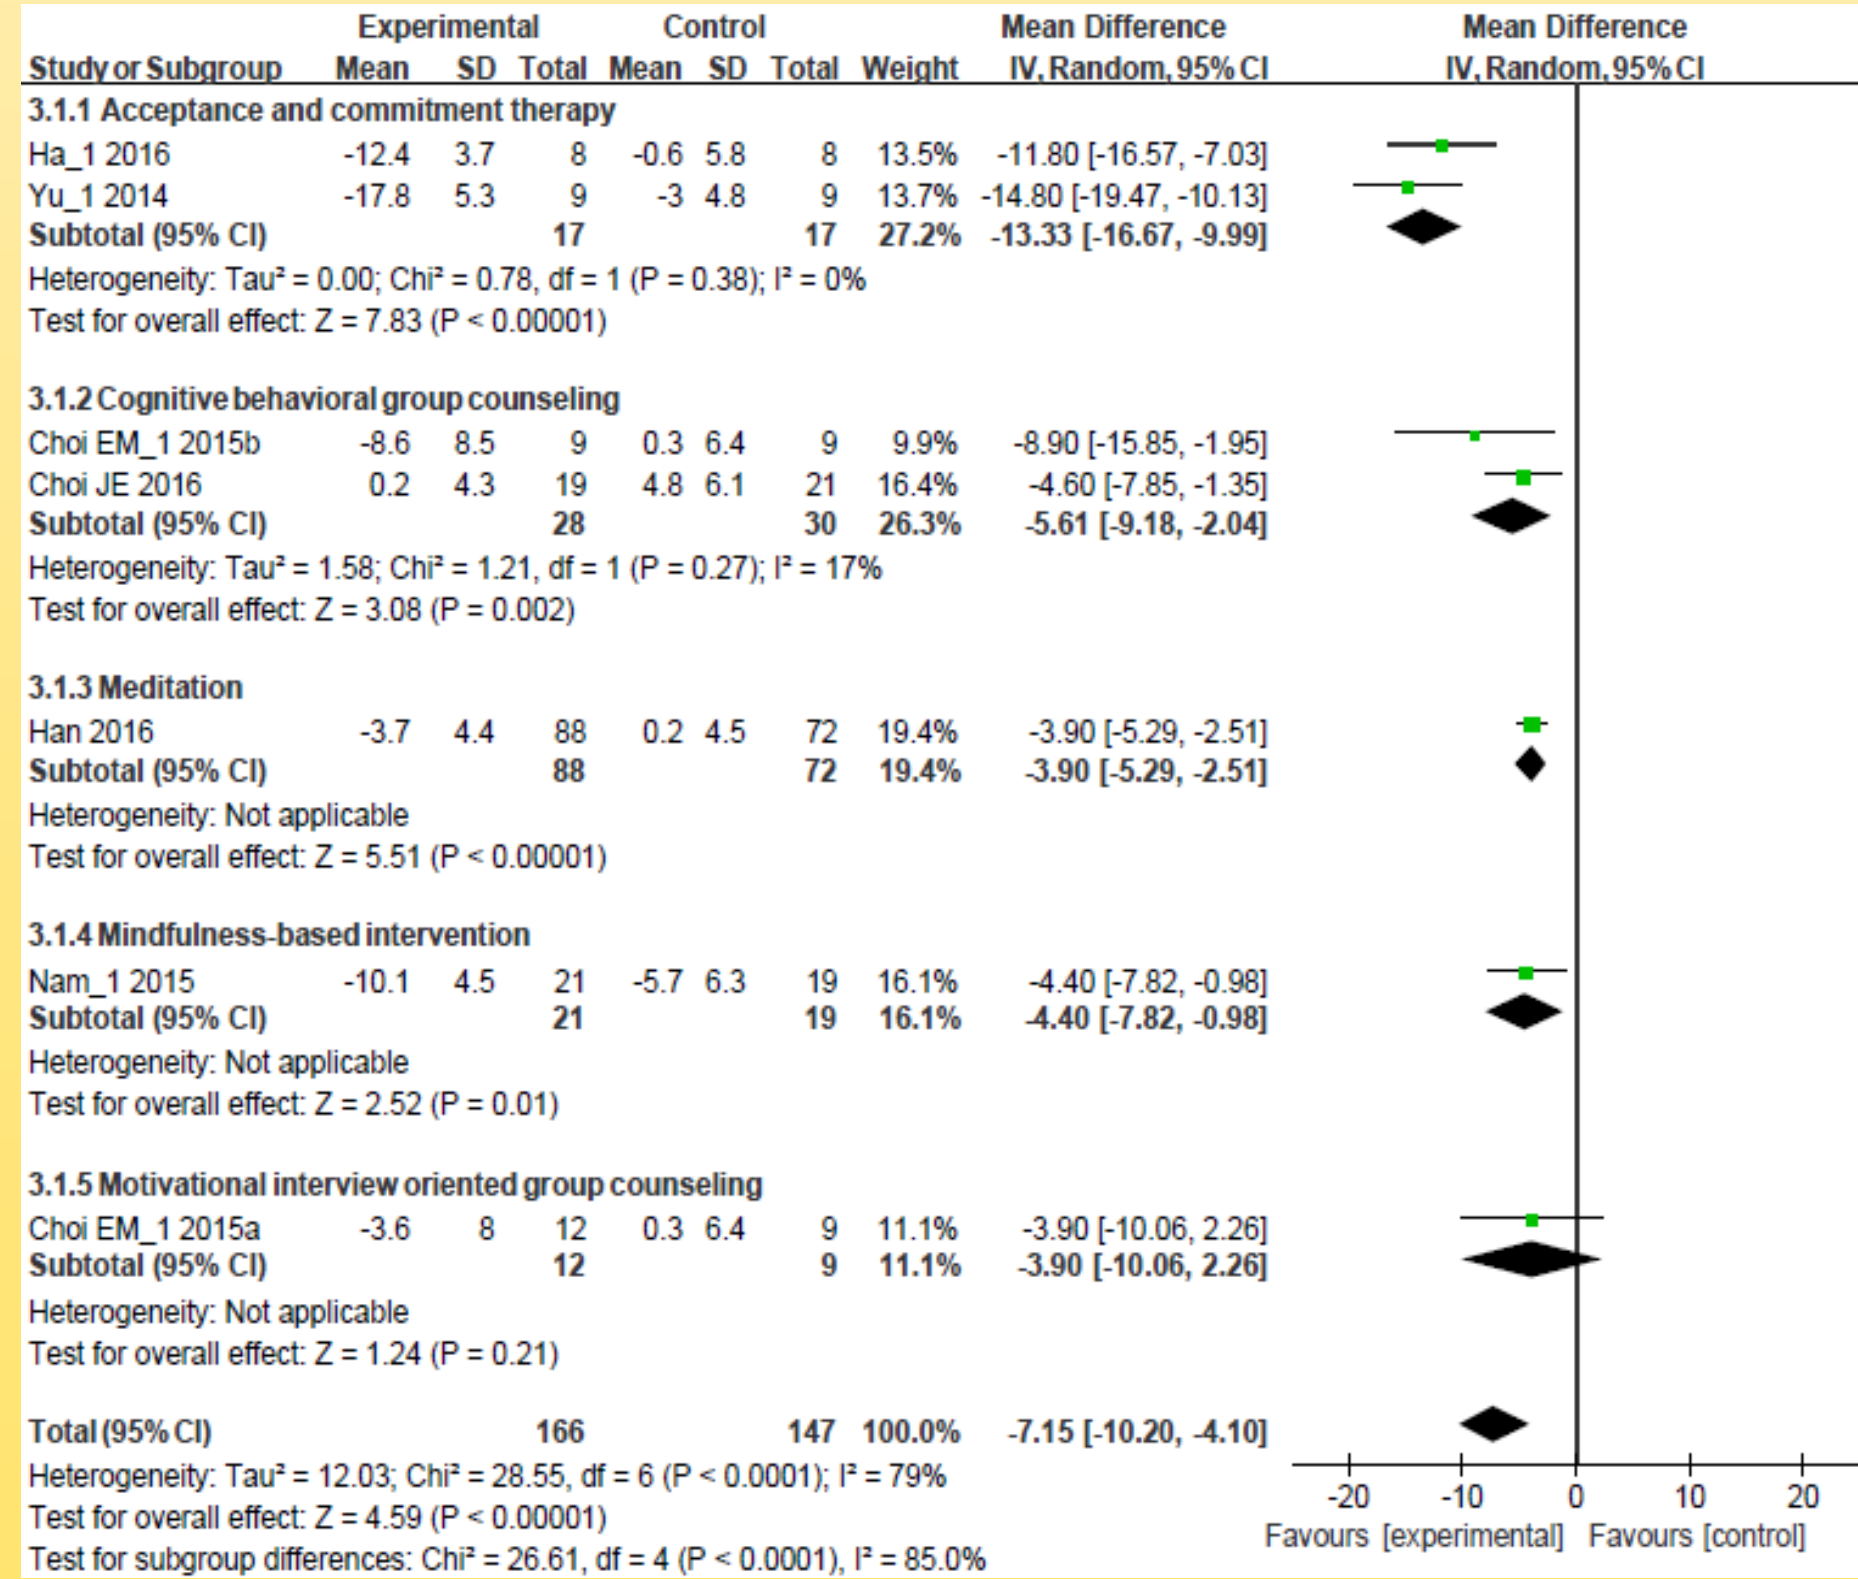 Experimental Control Mean Difference Mean Difference
Study or Subgroup Mean SD Total Mean SD Total Weight IV, Random, 95% CI IV, Random, 95% CI
3.1.1 Acceptance and commitment therapy
Ha_1 2016 -12.4 3.7 8 -0.6 5.8 8 13.5% -11.80 [-16.57, -7.03]
Yu_1 2014 -17.8 5.3 9 -3 4.8 9 13.7% -14.80 [-19.47, -10.13]
Subtotal (95% CI) 17 17 27.2% -13.33 [-16.67, -9.99]
Heterogeneity: Tau² = 0.00; Chi² = 0.78, df = 1 (P = 0.38); I² = 0%
Test for overall effect: Z = 7.83 (P < 0.00001)
3.1.2 Cognitive behavioral group counseling
Choi EM_1 2015b -8.6 8.5 9 0.3 6.4 9 9.9% -8.90 [-15.85, -1.95]
Choi JE 2016 0.2 4.3 19 4.8 6.1 21 16.4% -4.60 [-7.85, -1.35]
Subtotal (95% CI) 28 30 26.3% -5.61 [-9.18, -2.04]
Heterogeneity: Tau² = 1.58; Chi² = 1.21, df = 1 (P = 0.27); I² = 17%
Test for overall effect: Z = 3.08 (P = 0.002)
3.1.3 Meditation
Han 2016 -3.7 4.4 88 0.2 4.5 72 19.4% -3.90 [-5.29, -2.51]
Subtotal (95% CI) 88 72 19.4% -3.90 [-5.29, -2.51]
Heterogeneity: Not applicable
Test for overall effect: Z = 5.51 (P < 0.00001)
3.1.4 Mindfulness-based intervention
Nam_1 2015 -10.1 4.5 21 -5.7 6.3 19 16.1% -4.40 [-7.82, -0.98]
Subtotal (95% CI) 21 19 16.1% -4.40 [-7.82, -0.98]
Heterogeneity: Not applicable
Test for overall effect: Z = 2.52 (P = 0.01)
3.1.5 Motivational interview oriented group counseling
Choi EM_1 2015a -3.6 8 12 0.3 6.4 9 11.1% -3.90 [-10.06, 2.26]
Subtotal (95% CI) 12 9 11.1% -3.90 [-10.06, 2.26]
Heterogeneity: Not applicable
Test for overall effect: Z = 1.24 (P = 0.21)
Total (95% CI) 166 147 100.0% -7.15 [-10.20, -4.10]
Heterogeneity: Tau² = 12.03; Chi² = 28.55, df = 6 (P < 0.0001); I² = 79%
Test for overall effect: Z = 4.59 (P < 0.00001)
Test for subgroup differences: Chi² = 26.61, df = 4 (P < 0.0001), I² = 85.0%
-20 -10 0 10 20
Favours [experimental] Favours [control]